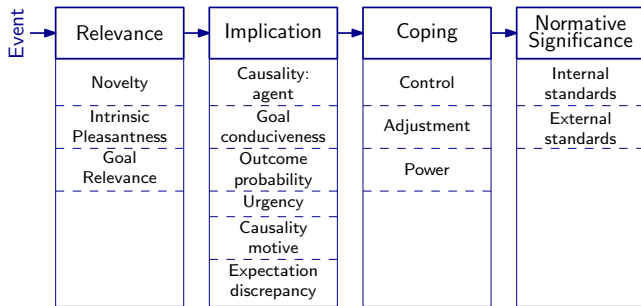 Event
Relevance
Novelty
Intrinsic
Pleasantness
Goal
Relevance
Implication
Causality:
agent
Goal
conduciveness
Outcome
probability
Urgency
Causality
motive
Expectation
discrepancy
Coping
Control
Adjustment
Power
Normative
Significance
Internal
standards
External
standards